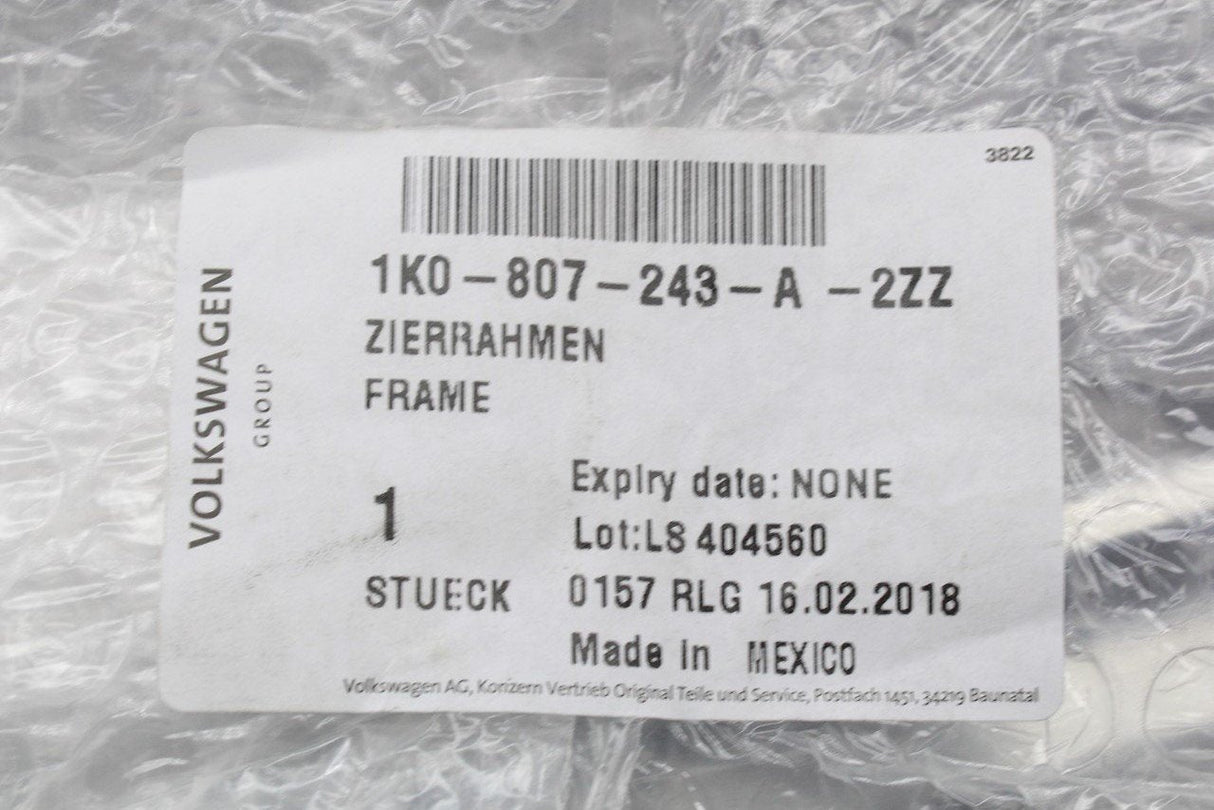 3822
1K0-807-243-A -2ZZ
ZIERRAHMEN
FRAME
VOLKSWAGEN
GROUP
1
STUECK
Expiry date: NONE
Lot:LS 404560
0157 RLG 16.02.2018
Made in MEXICO
Volkswagen AG, Konzern Vertrieb Original Teile und Service, Postfach 1451, 34219 Baunatal